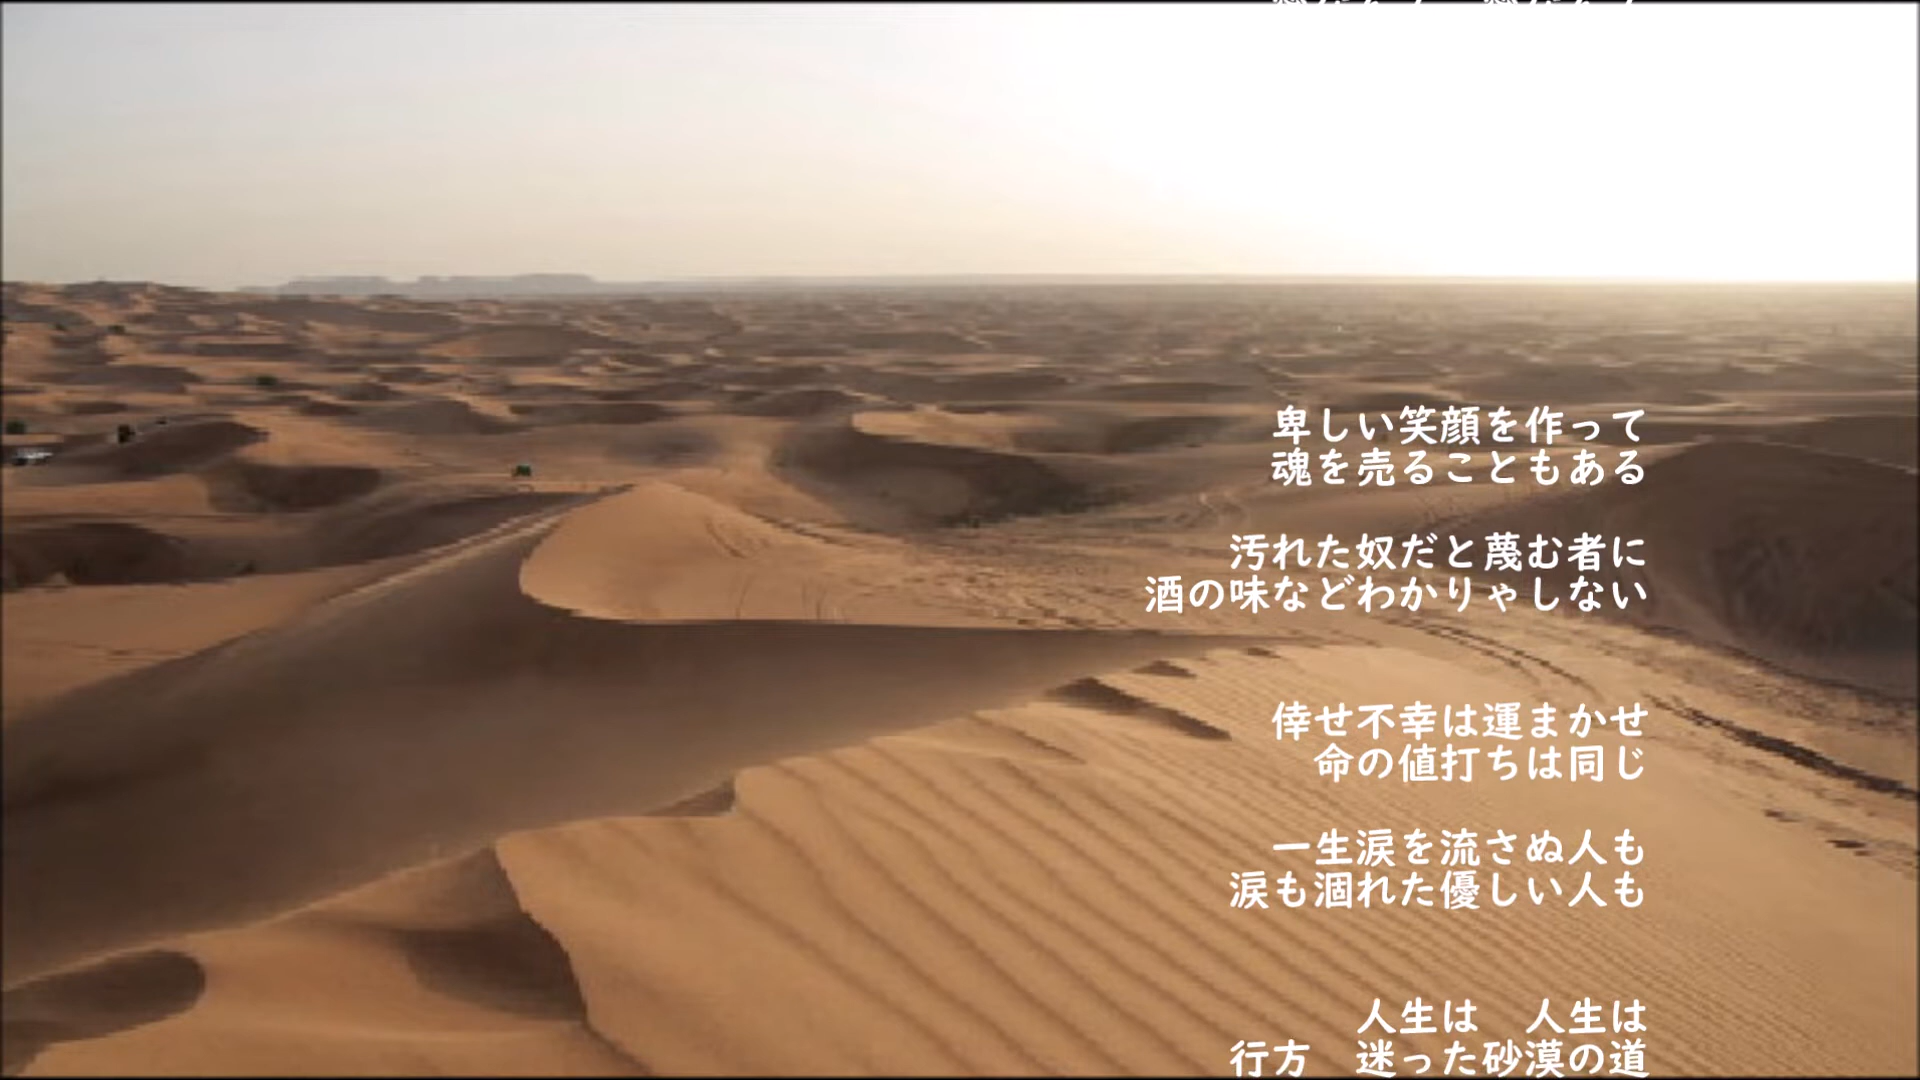 卑しい笑顔を作って
魂を売ることもある
汚れた奴だと蔑む者に
酒の味などわかりゃしない
倖せ不幸は運まかせ
命の値打ちは同じ
一生涙を流さぬ人も
涙も涸れた優しい人も
人生は　人生は
行方　迷った砂漠の道